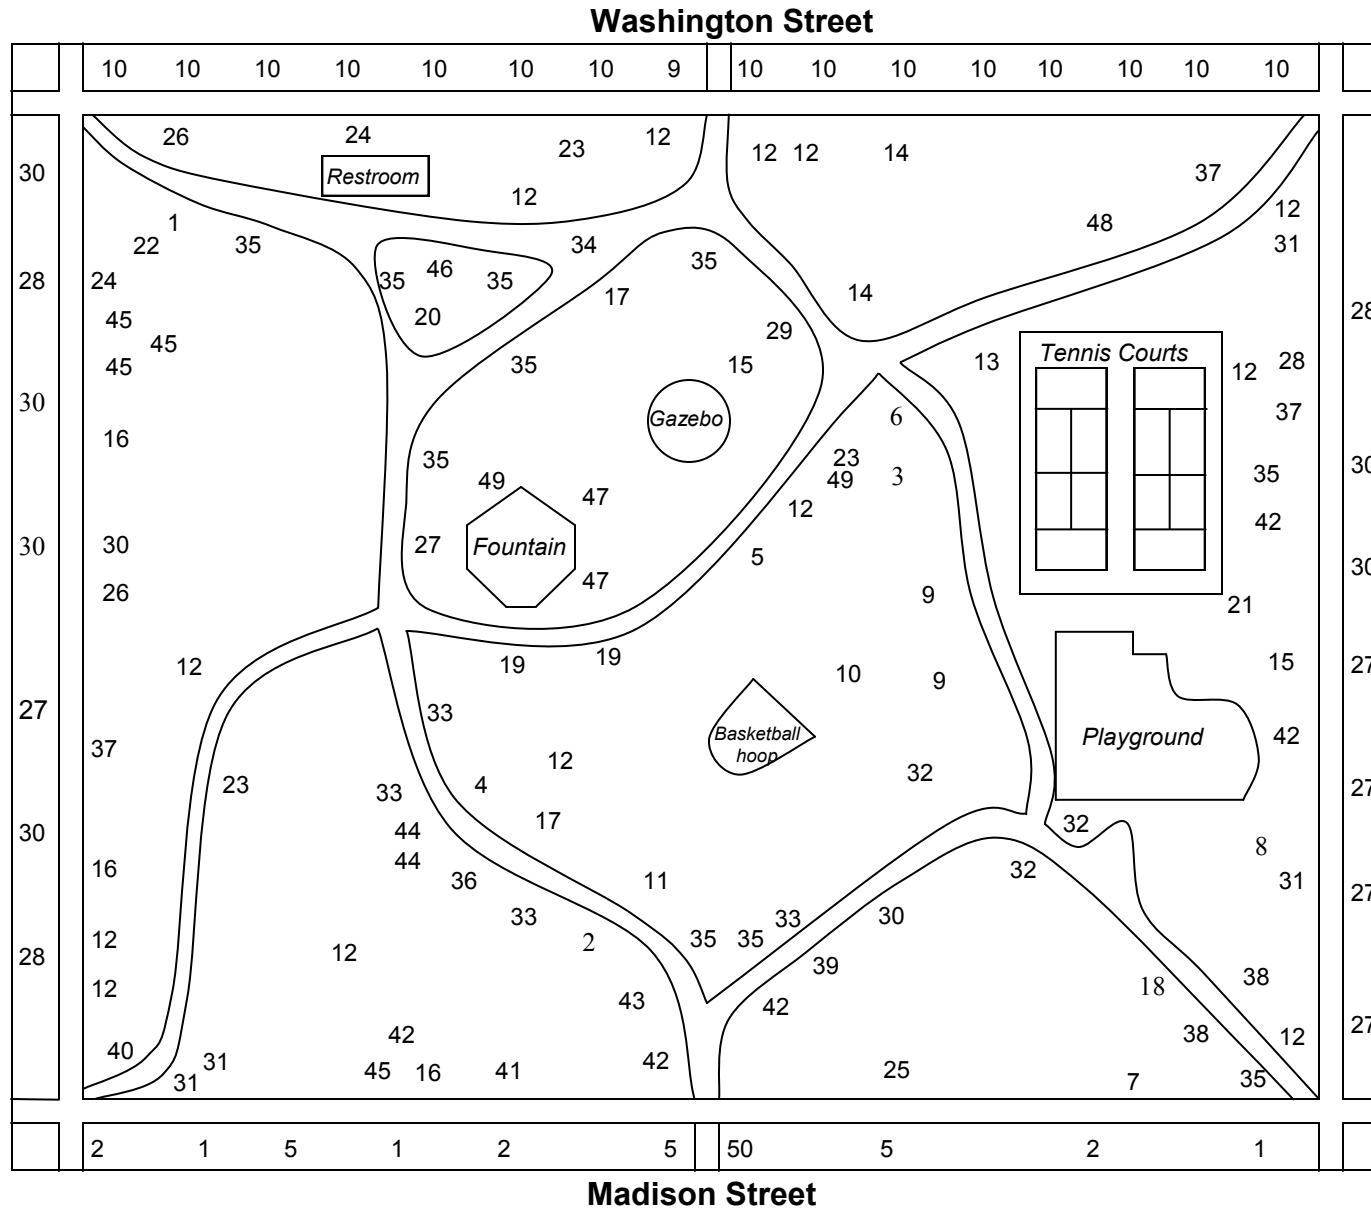 Washington Street
10 10 10 10 10 10 10 9 10 10 10 10 10 10 10 10
26 24 23 12 12 12 14
30 Restroom 37
12 12
1 48
22 35 34 31
35
28 24 35 46 35 17 14
45 20 29 28
45
45 35 15 13 Tennis Courts 12 28
30 37
6
16 Gazebo
35 23 3 35 30
49 49
47 12 42
30 30 27 Fountain 5
47 30
26 9 21
12 19 19 15 27
10 9
27 33
37 Basketball Playground 42
hoop
12 32
23 33 4 27
30 44 17 32
44 8
16 36 11 32 31 27
33 33 30
12 2 35 35
28 12 39 38
12 43 42 18
42 38 12 27
40 31 42
31 45 16 41 25 7 35
2 1 5 1 2 5 50 5 2 1
Madison Street